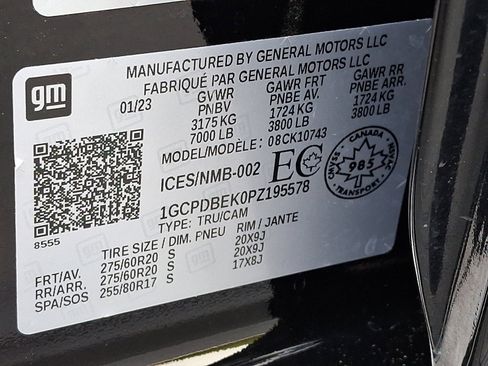 MANUFACTURED BY GENERAL MOTORS LLC
FABRIQUÉ PAR GENERAL MOTORS LLC
gm
01/23 GVWR GAWR FRT GAWR RR
PNBV PNBE AV. PNBE ARR.
3175 KG 1724 KG 1724 KG
7000 LB 3800 LB 3800 LB
MODEL/MODÈLE: 08CK10743
ICES/NMB-002 EC
CANADA
985
TRANSPORT
1GCPDBEK0PZ195578
TYPE: TRU/CAM
8555
TIRE SIZE / DIM. PNEU RIM / JANTE
FRT/AV. 275/60R20 S 20X9J
RR/ARR. 275/60R20 S 20X9J
SPA/SOS 255/80R17 S 17X8J